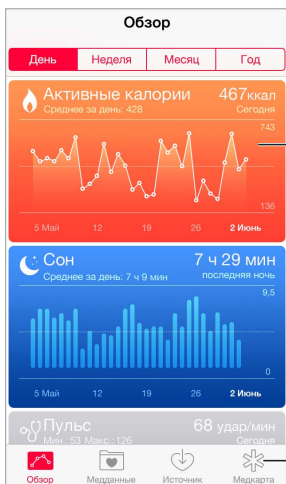 Обзор
День Неделя Месяц Год
Активные калории 467ккал
Среднее за день: 428 Сегодня
743
136
5 Май 12 19 26 2 Июнь
Сон 7 ч 29 мин
Среднее за день: 7 ч 9 мин последняя ночь
9,5
0
5 Май 12 19 26 2 Июнь
Пульс 68 удар/мин
Мин.: 53 Макс.: 126 Сегодня
Обзор Медданные Источник Медкарта